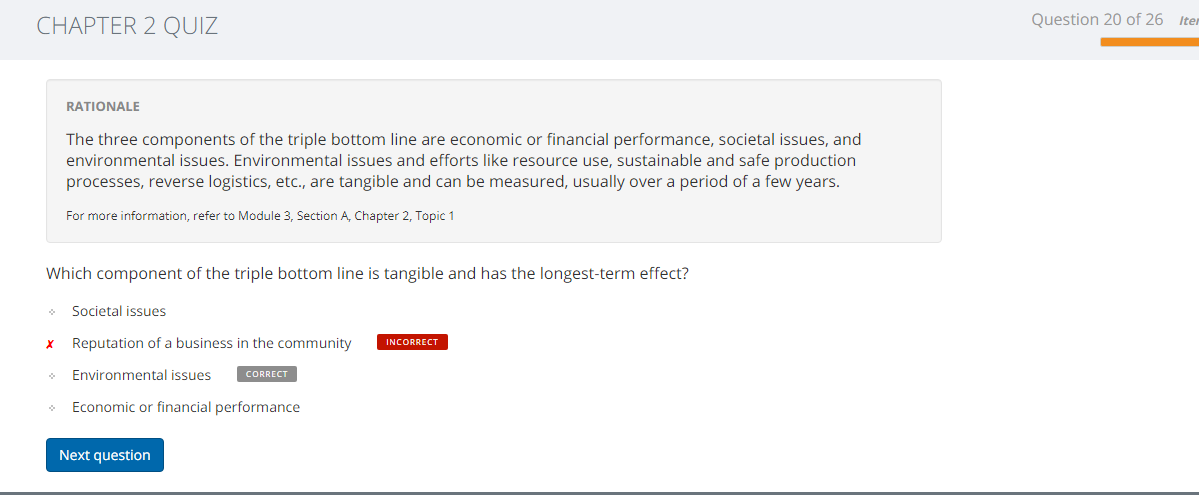 CHAPTER 2 QUIZ
Question 20 of 26
RATIONALE
The three components of the triple bottom line are economic or financial performance, societal issues, and
environmental issues. Environmental issues and efforts like resource use, sustainable and safe production
processes, reverse logistics, etc., are tangible and can be measured, usually over a period of a few years.
For more information, refer to Module 3, Section A, Chapter 2, Topic 1
Which component of the triple bottom line is tangible and has the longest-term effect?
Societal issues
✗ Reputation of a business in the community INCORRECT
Environmental issues CORRECT
Economic or financial performance
Next question